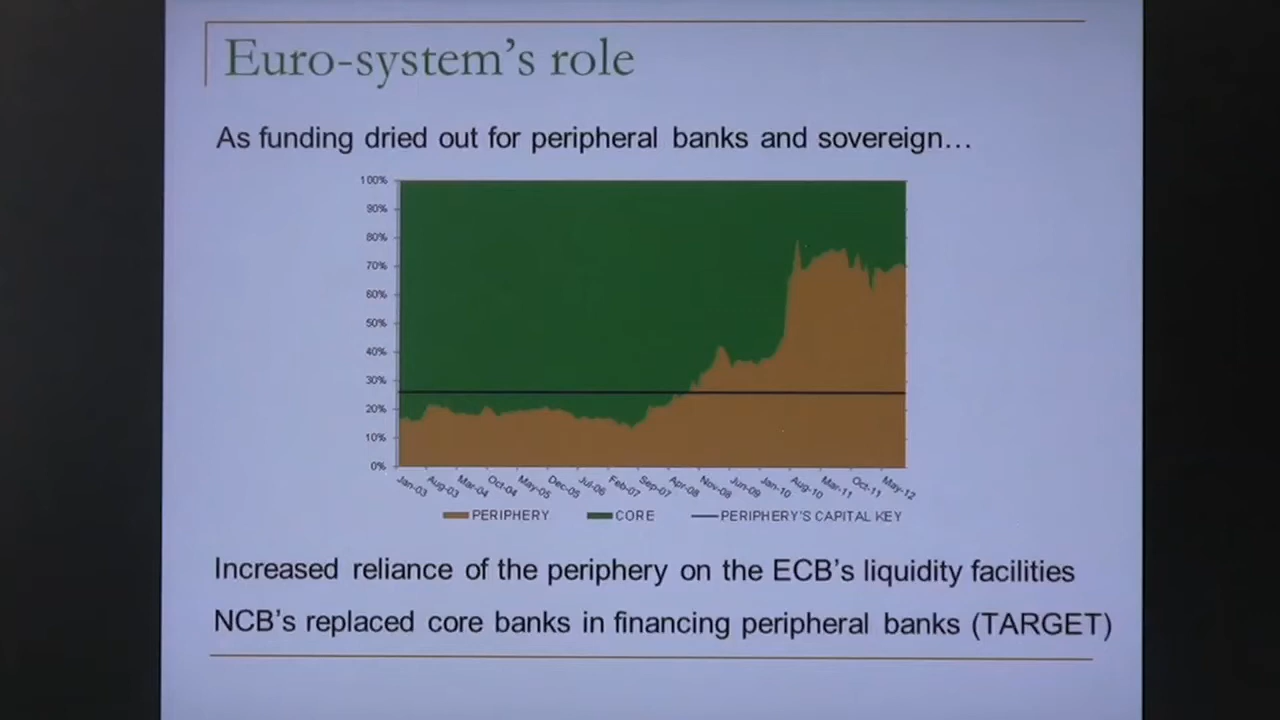 Euro-system's role
As funding dried out for peripheral banks and sovereign…
100%
90%
80%
70%
60%
50%
40%
30%
20%
10%
0%
Jan-03 Aug-03 Mar-04 Oct-04 May-05 Dec-05 Jul-06 Feb-07 Sep-07 Apr-08 Nov-08 Jun-09 Jan-10 Aug-10 Mar-11 Oct-11 May-12
PERIPHERY CORE PERIPHERY'S CAPITAL KEY
Increased reliance of the periphery on the ECB's liquidity facilities
NCB's replaced core banks in financing peripheral banks (TARGET)